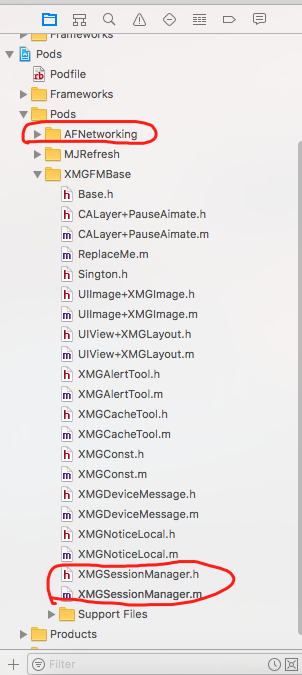 Frameworks
Pods
Podfile
Frameworks
Pods
AFNetworking
MJRefresh
XMGFMBase
Base.h
CALayer+PauseAimate.h
CALayer+PauseAimate.m
ReplaceMe.m
Sington.h
UIImage+XMGImage.h
UIImage+XMGImage.m
UIView+XMGLayout.h
UIView+XMGLayout.m
XMGAlertTool.h
XMGAlertTool.m
XMGCacheTool.h
XMGCacheTool.m
XMGConst.h
XMGConst.m
XMGDeviceMessage.h
XMGDeviceMessage.m
XMGNoticeLocal.h
XMGNoticeLocal.m
XMGSessionManager.h
XMGSessionManager.m
Support Files
Products
Filter